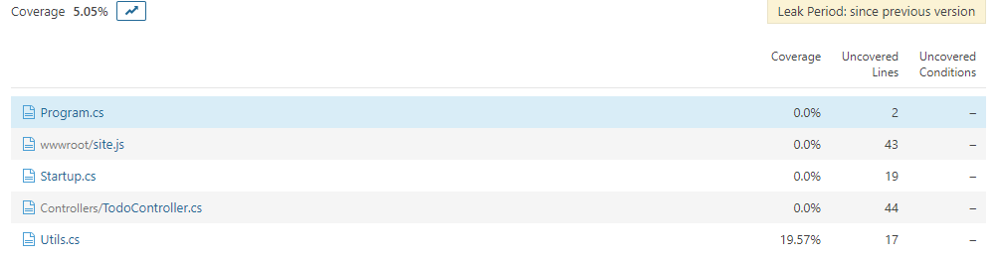 Coverage 5.05%
Leak Period: since previous version
Coverage Uncovered Lines Uncovered Conditions
Program.cs 0.0% 2 –
wwwroot/site.js 0.0% 43 –
Startup.cs 0.0% 19 –
Controllers/TodoController.cs 0.0% 44 –
Utils.cs 19.57% 17 –